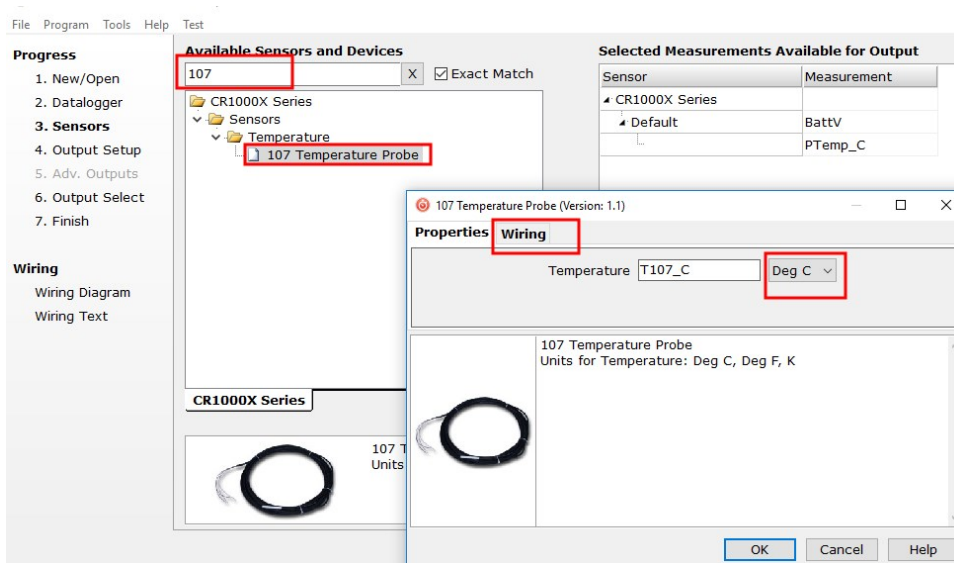 File Program Tools Help Test
Progress
1. New/Open
2. Datalogger
3. Sensors
4. Output Setup
5. Adv. Outputs
6. Output Select
7. Finish
Wiring
Wiring Diagram
Wiring Text
Available Sensors and Devices
107 X Exact Match
CR1000X Series
Sensors
Temperature
107 Temperature Probe
CR1000X Series
107 T
Units
Selected Measurements Available for Output
Sensor Measurement
CR1000X Series
Default BattV
PTemp_C
107 Temperature Probe (Version: 1.1)
Properties Wiring
Temperature T107_C Deg C
107 Temperature Probe
Units for Temperature: Deg C, Deg F, K
OK Cancel Help